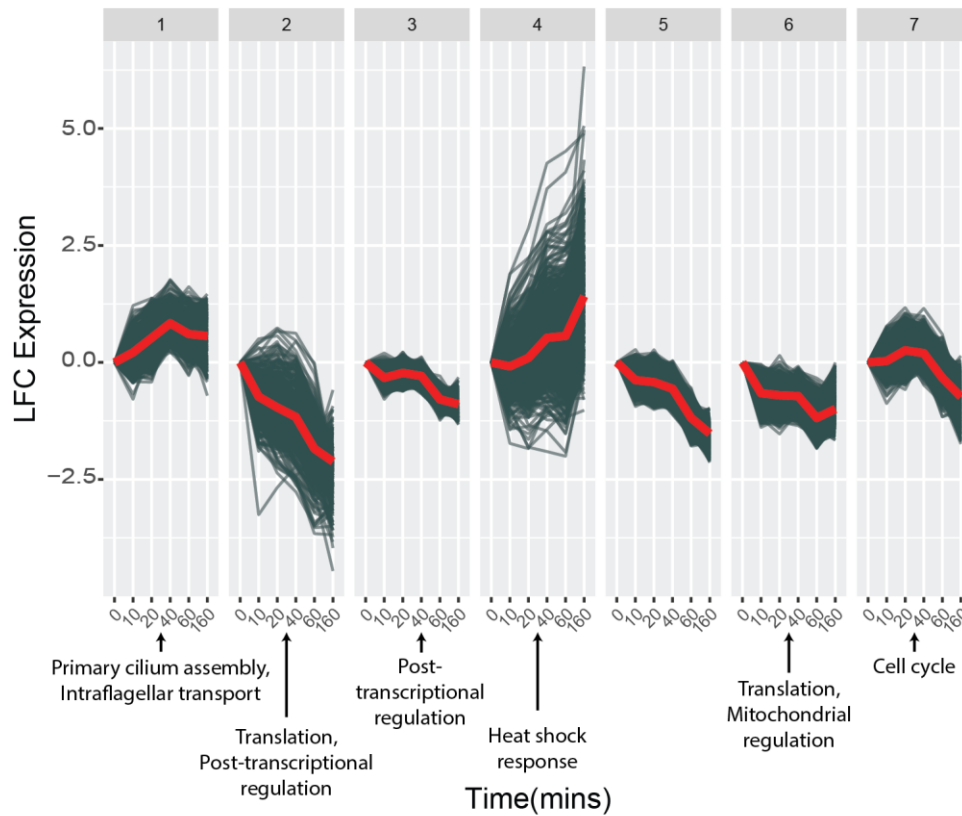 1 2 3 4 5 6 7
LFC Expression
5.0
2.5
0.0
−2.5
0 10 20 40 60 160 0 10 20 40 60 160 0 10 20 40 60 160 0 10 20 40 60 160 0 10 20 40 60 160 0 10 20 40 60 160 0 10 20 40 60 160
Primary cilium assembly,
Intraflagellar transport
Translation,
Post-transcriptional
regulation
Post-
transcriptional
regulation
Heat shock
response
Translation,
Mitochondrial
regulation
Cell cycle
Time(mins)